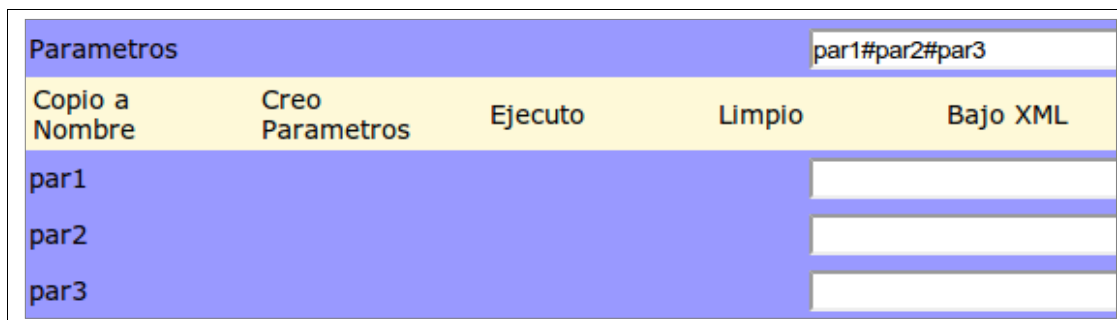 Parametros par1#par2#par3
Copio a Nombre Creo Parametros Ejecuto Limpio Bajo XML
par1
par2
par3